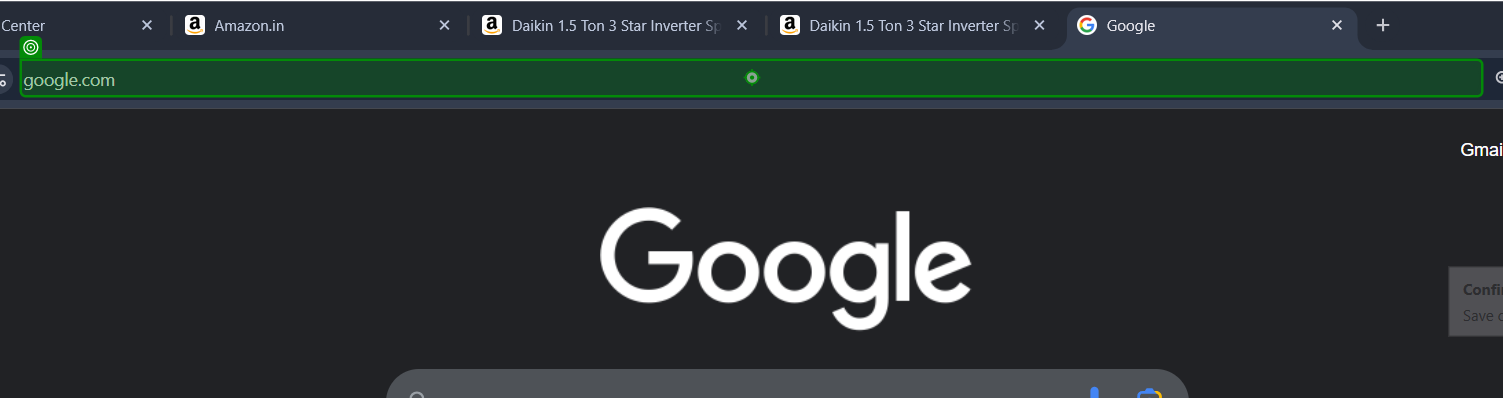 Center
Amazon.in
Daikin 1.5 Ton 3 Star Inverter Sp
Daikin 1.5 Ton 3 Star Inverter Sp
Google
google.com
Gmai
Google
Confi
Save